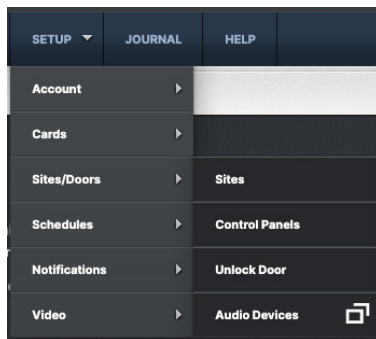 SETUP JOURNAL HELP
Account
Cards
Sites/Doors Sites
Schedules Control Panels
Notifications Unlock Door
Video Audio Devices